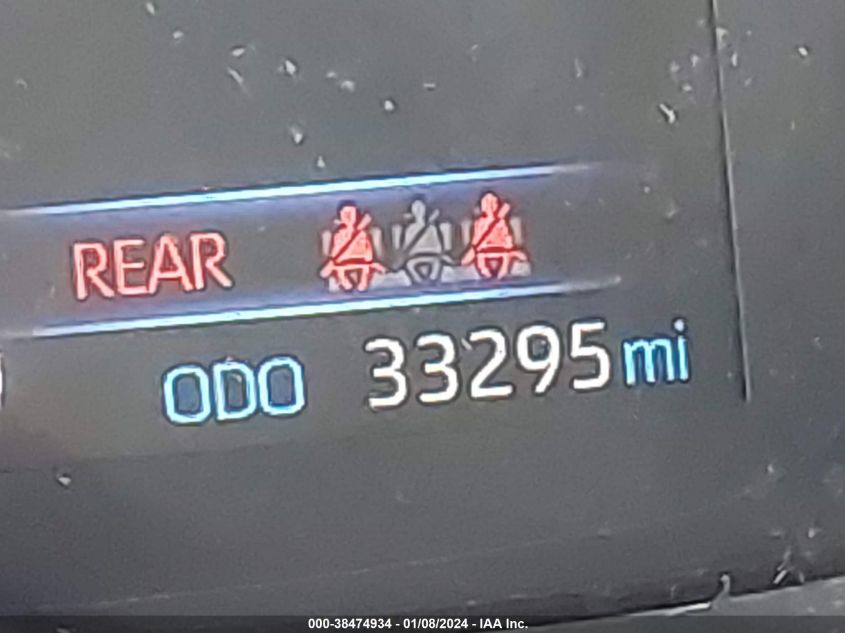 REAR
ODO 33295 mi
000-38474934 - 01/08/2024 - IAA Inc.